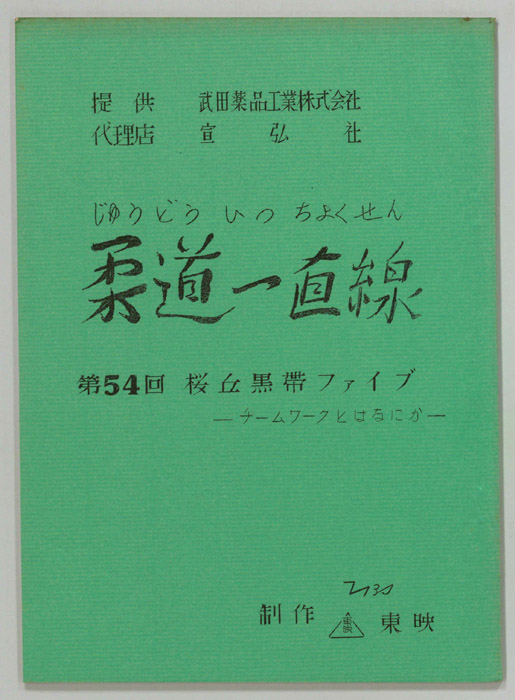 提供 武田薬品工業株式会社
代理店 宣弘社
じゅうどう いっ ちょくせん
柔道一直線
第54回 桜丘黒帯ファイブ
―チームワークとはなにか―
制作 東映 東映